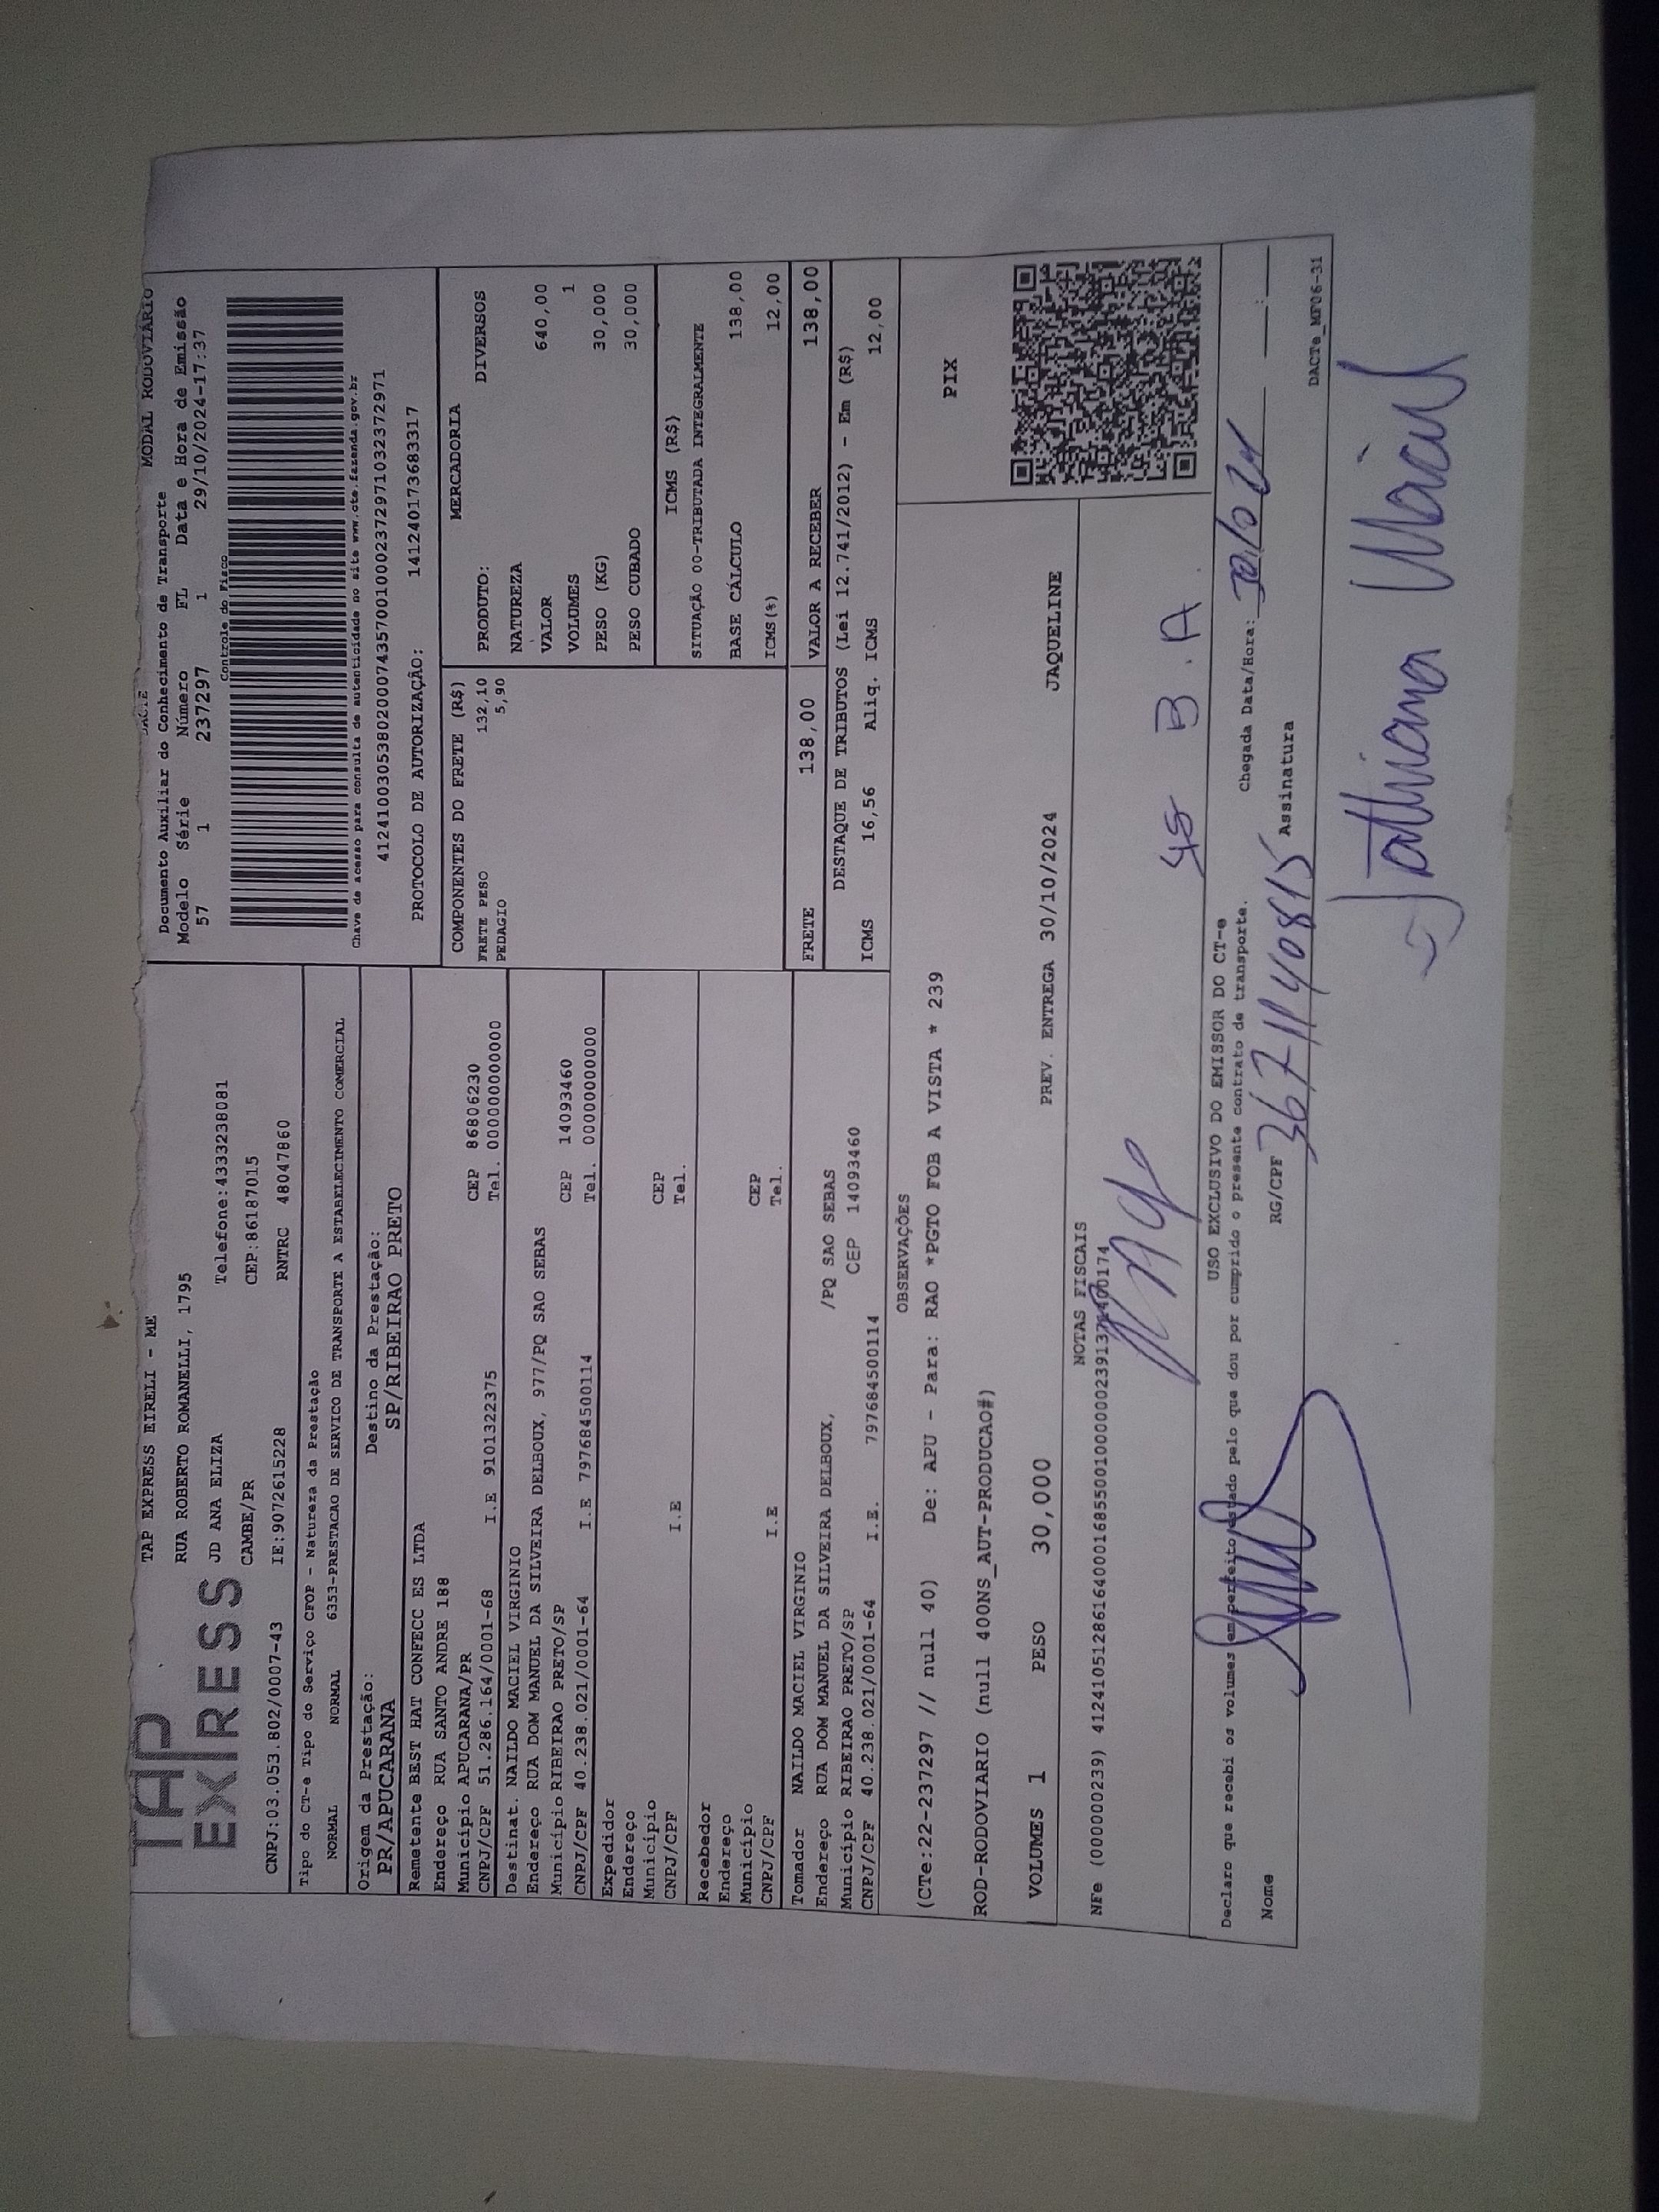 TAP
EXPRESS
TAP EXPRESS EIRELI - ME
RUA ROBERTO ROMANELLI, 1795
JD ANA ELIZA Telefone:4333238081
CAMBE/PR CEP:86187015
CNPJ:03.053.802/0007-43 IE:9072615228 RNTRC 48047860
DACTE MODAL RODOVIÁRIO
Documento Auxiliar do Conhecimento de Transporte
Modelo Série Número FL Data e Hora de Emissão
57 1 237297 1 29/10/2024-17:37
Controle do Fisco
Chave de acesso para consulta de autenticidade no site www.cte.fazenda.gov.br
41241003053802000743570010002372971032372971
PROTOCOLO DE AUTORIZAÇÃO: 141240173683317
Tipo do CT-e Tipo do Serviço CFOP - Natureza da Prestação
NORMAL NORMAL 6353-PRESTACAO DE SERVICO DE TRANSPORTE A ESTABELECIMENTO COMERCIAL
Origem da Prestação: Destino da Prestação:
PR/APUCARANA SP/RIBEIRAO PRETO
Remetente BEST HAT CONFECC ES LTDA
Endereço RUA SANTO ANDRE 188
Município APUCARANA/PR CEP 86806230
CNPJ/CPF 51.286.164/0001-68 I.E 9101322375 Tel. 00000000000
Destinat. NAILDO MACIEL VIRGINIO
Endereço RUA DOM MANUEL DA SILVEIRA DELBOUX, 977/PQ SAO SEBAS
Município RIBEIRAO PRETO/SP CEP 14093460
CNPJ/CPF 40.238.021/0001-64 I.E 797684500114 Tel. 00000000000
Expedidor
Endereço
Município CEP
CNPJ/CPF I.E Tel.
Recebedor
Endereço
Município CEP
CNPJ/CPF I.E Tel.
Tomador NAILDO MACIEL VIRGINIO
Endereço RUA DOM MANUEL DA SILVEIRA DELBOUX, /PQ SAO SEBAS
Município RIBEIRAO PRETO/SP CEP 14093460
CNPJ/CPF 40.238.021/0001-64 I.E. 797684500114
COMPONENTES DO FRETE (R$)
FRETE PESO 132,10
PEDAGIO 5,90
MERCADORIA
PRODUTO: DIVERSOS
NATUREZA
VALOR 640,00
VOLUMES 1
PESO (KG) 30,000
PESO CUBADO 30,000
ICMS (R$)
SITUAÇÃO 00-TRIBUTADA INTEGRALMENTE
BASE CÁLCULO 138,00
ICMS(%) 12,00
FRETE 138,00 VALOR A RECEBER 138,00
DESTAQUE DE TRIBUTOS (Lei 12.741/2012) - Em (R$)
ICMS 16,56 Aliq. ICMS 12,00
OBSERVAÇÕES
(CTe:22-237297 // null 40) De: APU - Para: RAO *PGTO FOB A VISTA * 239
ROD-RODOVIARIO (null 400NS_AUT-PRODUCAO#)
PIX
VOLUMES 1 PESO 30,000 PREV. ENTREGA 30/10/2024 JAQUELINE
NOTAS FISCAIS
NFe (000000239) 
B.A.
USO EXCLUSIVO DO EMISSOR DO CT-e
Declaro que recebi os volumes em perfeito estado pelo que dou por cumprido o presente contrato de transporte.
Chegada Data/Hora: :
Nome RG/CPF 367140815 Assinatura
DACTe_MF06-31
Maciel